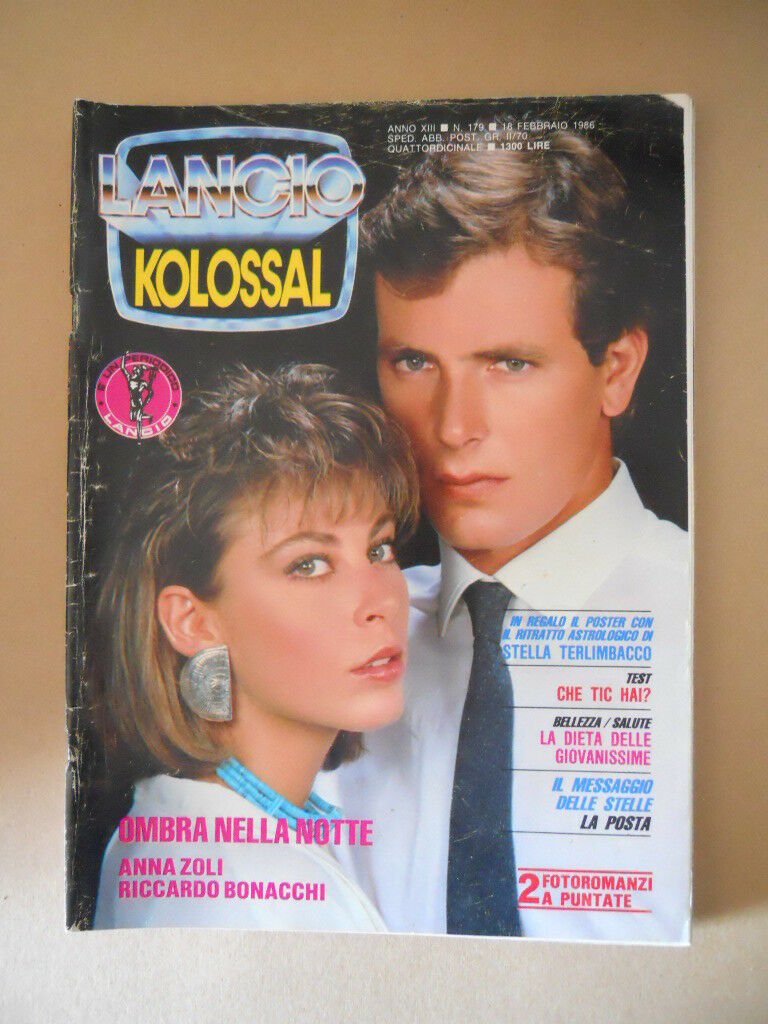 ANNO XIII ■ N. 179 ■ 18 FEBBRAIO 1986
SPED. ABB. POST. GR. II/70
QUATTORDICINALE ■ 1300 LIRE
LANCIO
KOLOSSAL
È UN PERIODICO
LANCIO
IN REGALO IL POSTER CON
IL RITRATTO ASTROLOGICO DI
STELLA TERLIMBACCO
TEST
CHE TIC HAI?
BELLEZZA / SALUTE
LA DIETA DELLE
GIOVANISSIME
IL MESSAGGIO
DELLE STELLE
LA POSTA
OMBRA NELLA NOTTE
ANNA ZOLI
RICCARDO BONACCHI
2 FOTOROMANZI
A PUNTATE